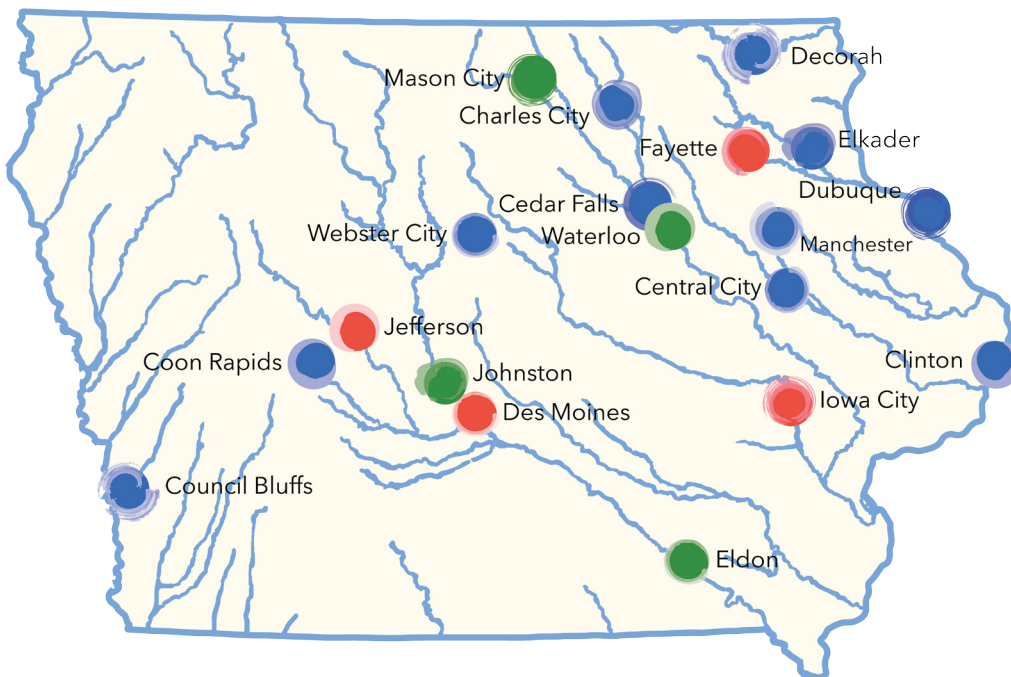 Decorah
Mason City
Charles City
Elkader
Fayette
Dubuque
Cedar Falls
Webster City
Waterloo
Manchester
Central City
Jefferson
Coon Rapids
Clinton
Johnston
Iowa City
Des Moines
Council Bluffs
Eldon